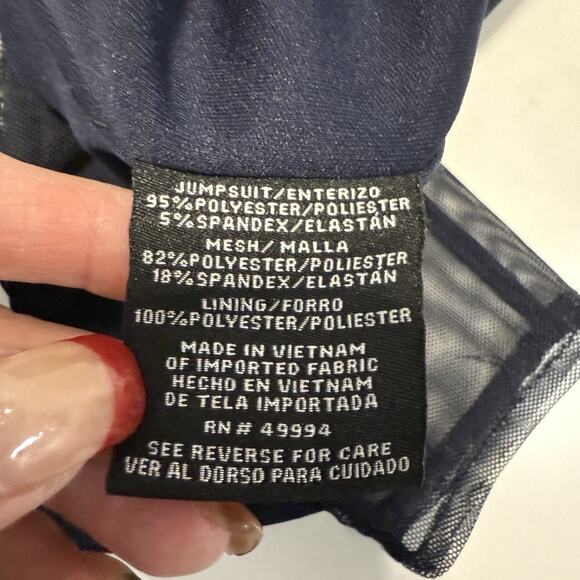 JUMPSUIT/ENTERIZO
95%POLYESTER/POLIESTER
5%SPANDEX/ELASTÁN
MESH/ MALLA
82%POLYESTER/POLIESTER
18%SPANDEX/ELASTÁN
LINING/FORRO
100%POLYESTER/POLIESTER
MADE IN VIETNAM
OF IMPORTED FABRIC
HECHO EN VIETNAM
DE TELA IMPORTADA
RN# 49994
SEE REVERSE FOR CARE
VER AL DORSO PARA CUIDADO